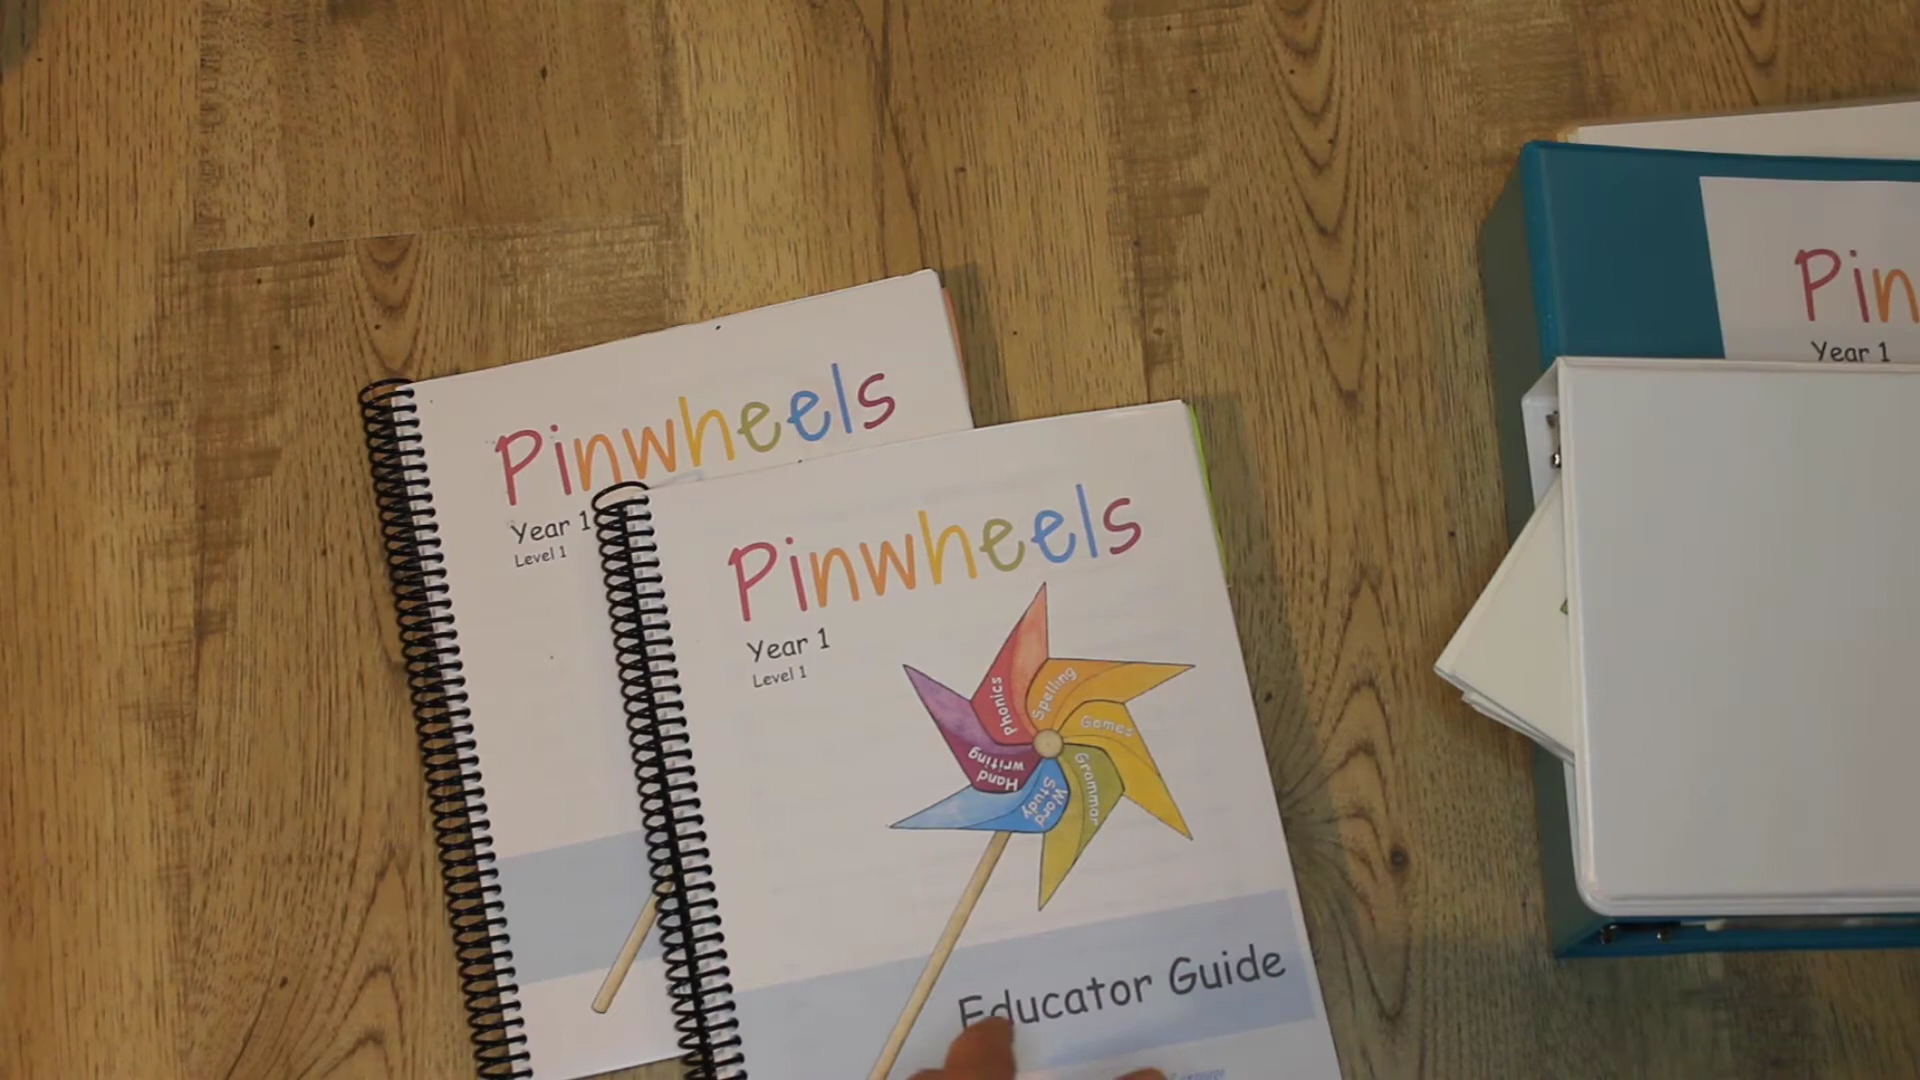 Pinwheels
Year 1
Level 1
Pinwheels
Year 1
Level 1
Phonics
Spelling
Games
Grammar
Word
Study
Hand
writing
Educator Guide
Pin
Year 1